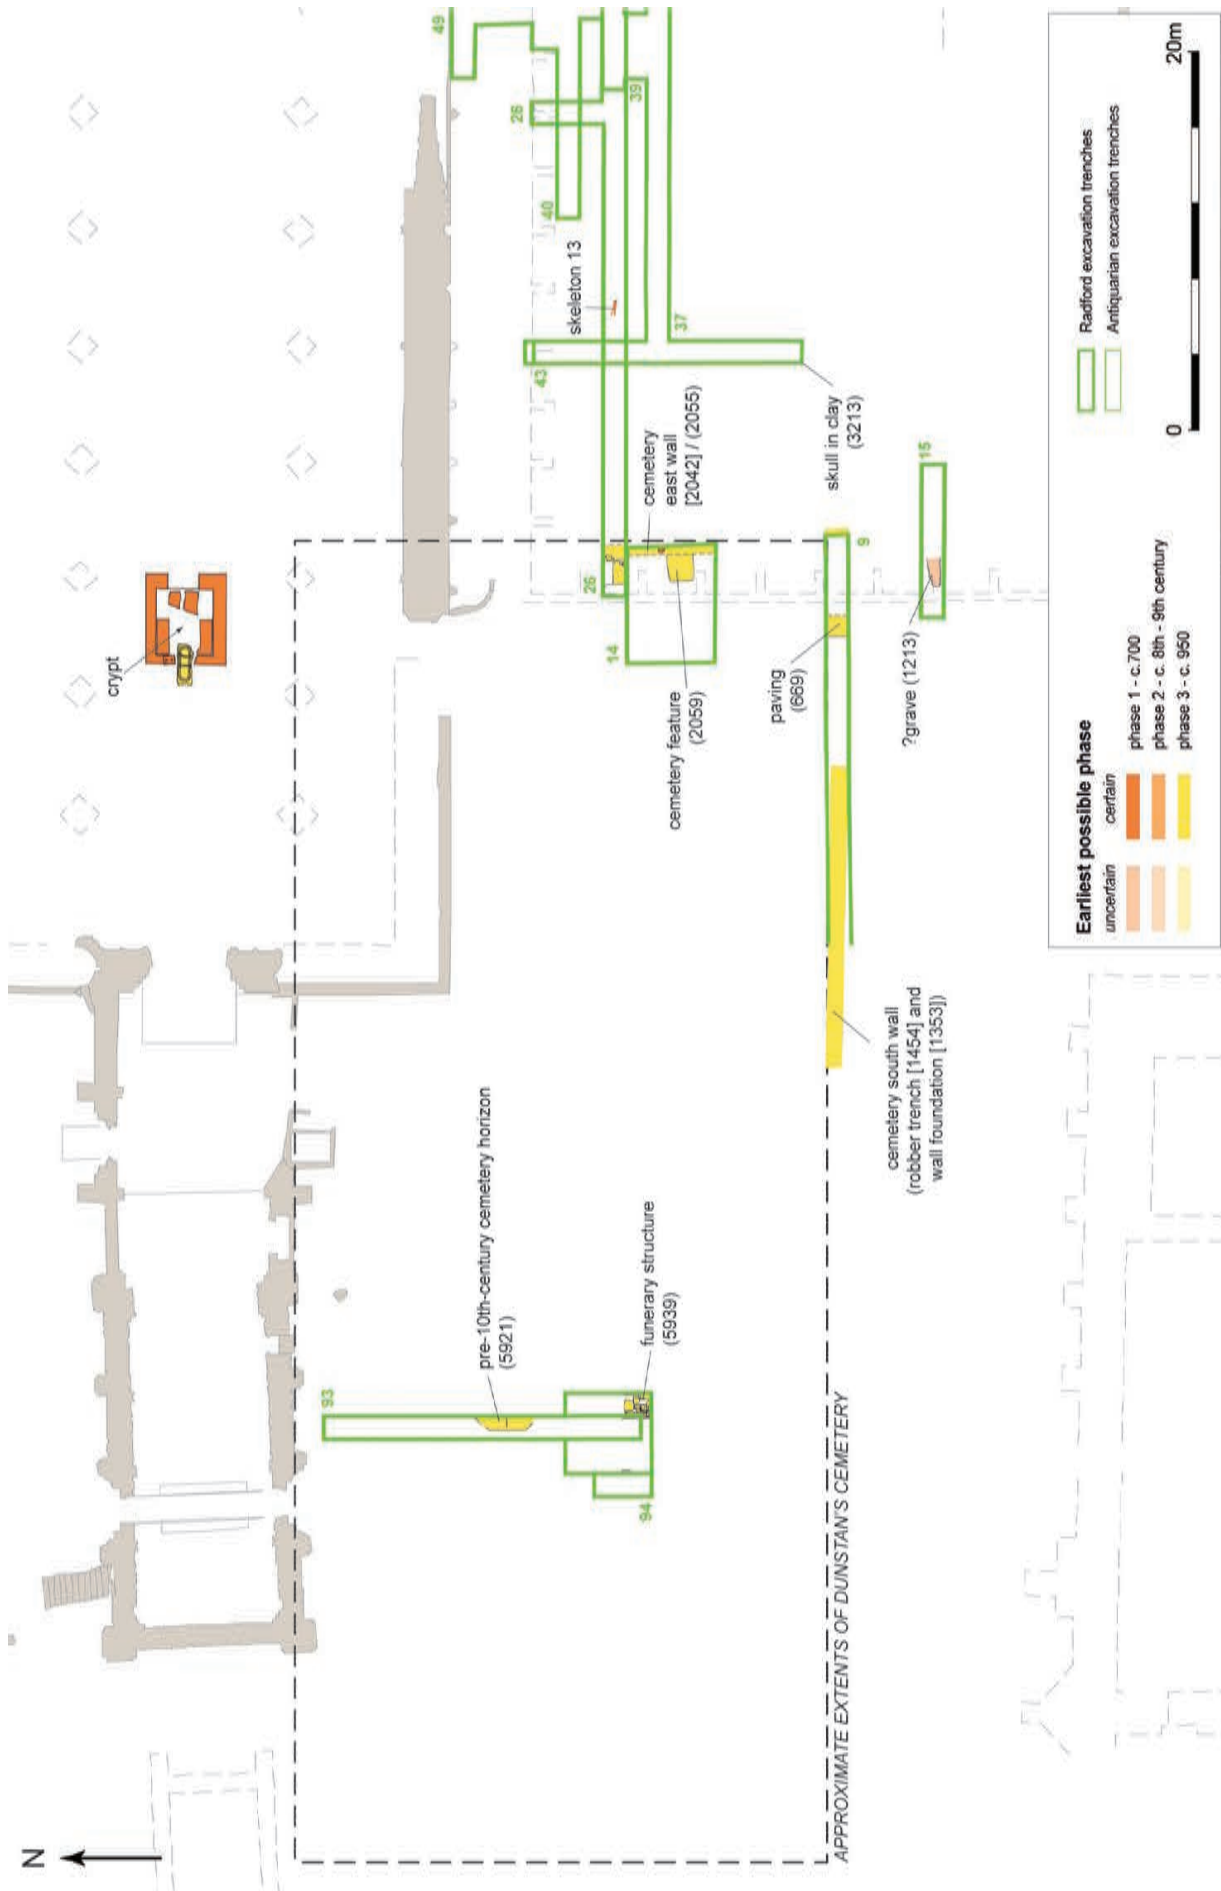 N
crypt
49
28
40
39
skeleton 13
43
37
26
14
cemetery
east wall
[2042] / (2055)
cemetery feature
(2059)
skull in clay
(3213)
paving
(669)
9
15
?grave (1213)
93
pre-10th-century cemetery horizon
(5921)
funerary structure
(5939)
94
cemetery south wall
(robber trench [1454] and
wall foundation [1353])
APPROXIMATE EXTENTS OF DUNSTAN'S CEMETERY
Earliest possible phase
uncertain certain
phase 1 - c.700
phase 2 - c. 8th - 9th century
phase 3 - c. 950
Radford excavation trenches
Antiquarian excavation trenches
0 20m